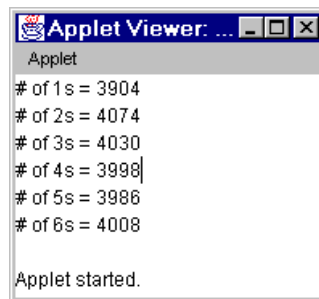 Applet Viewer: ...
Applet
# of 1s = 3904
# of 2s = 4074
# of 3s = 4030
# of 4s = 3998
# of 5s = 3986
# of 6s = 4008
Applet started.